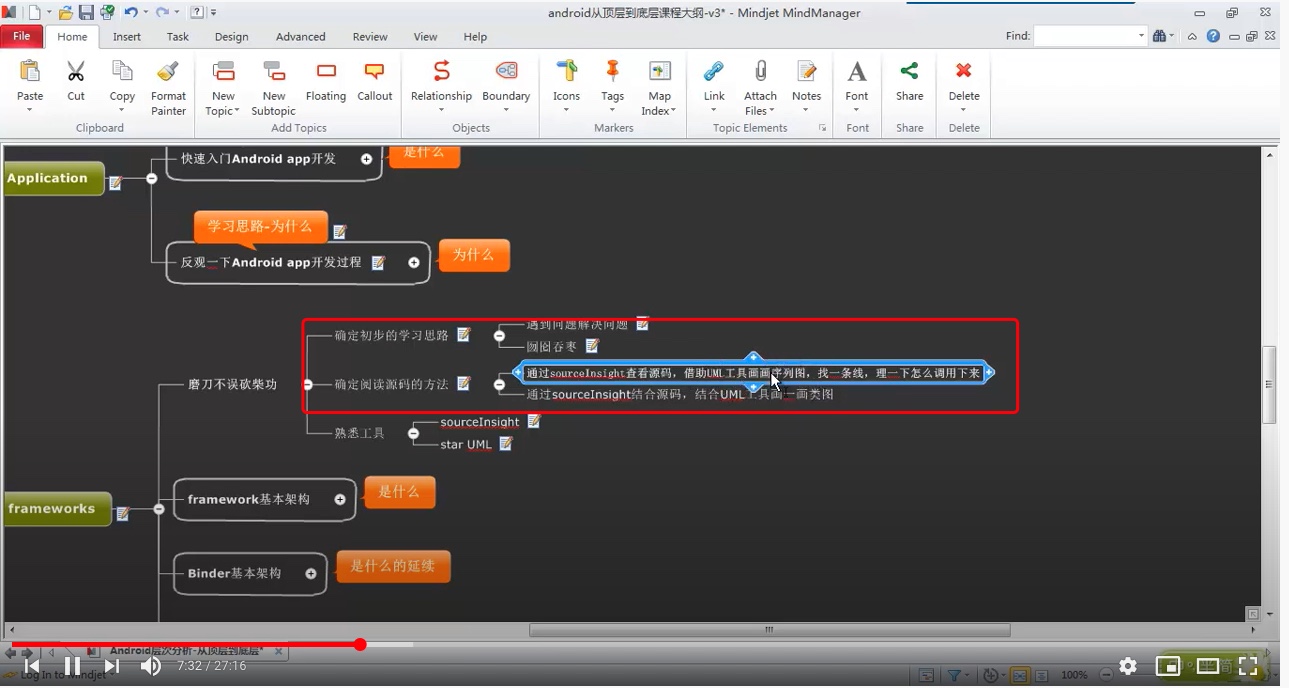 android从顶层到底层课程大纲-v3* - Mindjet MindManager
File Home Insert Task Design Advanced Review View Help Find:
Paste Cut Copy Format Painter New Topic New Subtopic Floating Callout Relationship Boundary Icons Tags Map Index Link Attach Files Notes Font Share Delete
Clipboard Add Topics Objects Markers Topic Elements Font Share Delete
快速入门Android app开发
是什么
Application
学习思路-为什么
反观一下Android app开发过程
为什么
遇到问题解决问题
确定初步的学习思路
囫囵吞枣
通过sourceInsight查看源码，借助UML工具画画序列图，找一条线，理一下怎么调用下来
磨刀不误砍柴功
确定阅读源码的方法
通过sourceInsight结合源码，结合UML工具画一画类图
sourceInsight
熟悉工具
star UML
frameworks
framework基本架构
是什么
Binder基本架构
是什么的延续
Android层次分析-从顶层到底层*
7:32 / 27:16
Log In to Mindjet
100%